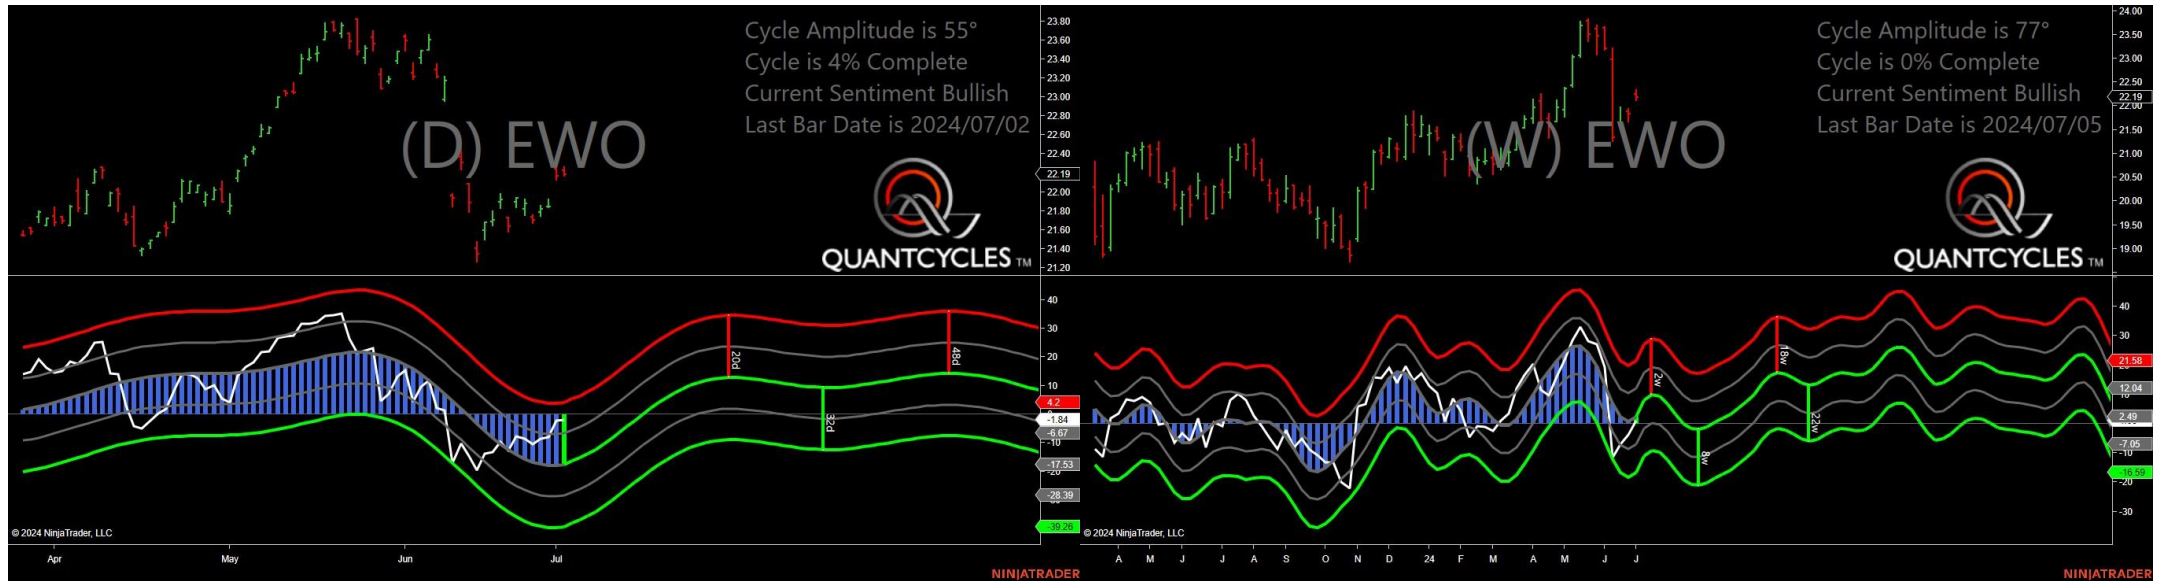 Cycle Amplitude is 55°
Cycle is 4% Complete
Current Sentiment Bullish
Last Bar Date is 2024/07/02
(D) EWO
QUANTCYCLES TM
23.80
23.60
23.40
23.20
23.00
22.80
22.60
22.40
22.19
22.00
21.80
21.60
21.40
21.20
40
30
20
10
4.2
-1.84
-6.67
-10
-17.53
-28.39
-39.26
20d
32d
48d
© 2024 NinjaTrader, LLC
Apr May Jun Jul
NINJATRADER
Cycle Amplitude is 77°
Cycle is 0% Complete
Current Sentiment Bullish
Last Bar Date is 2024/07/05
(W) EWO
QUANTCYCLES TM
24.00
23.50
23.00
22.50
22.19
22.00
21.50
21.00
20.50
20.00
19.50
19.00
40
30
21.58
12.04
2.49
-7.05
-10
-16.59
-20
-30
2w
8w
18w
22w
© 2024 NinjaTrader, LLC
A M J J A S O N D 24 F M A M J J
NINJATRADER